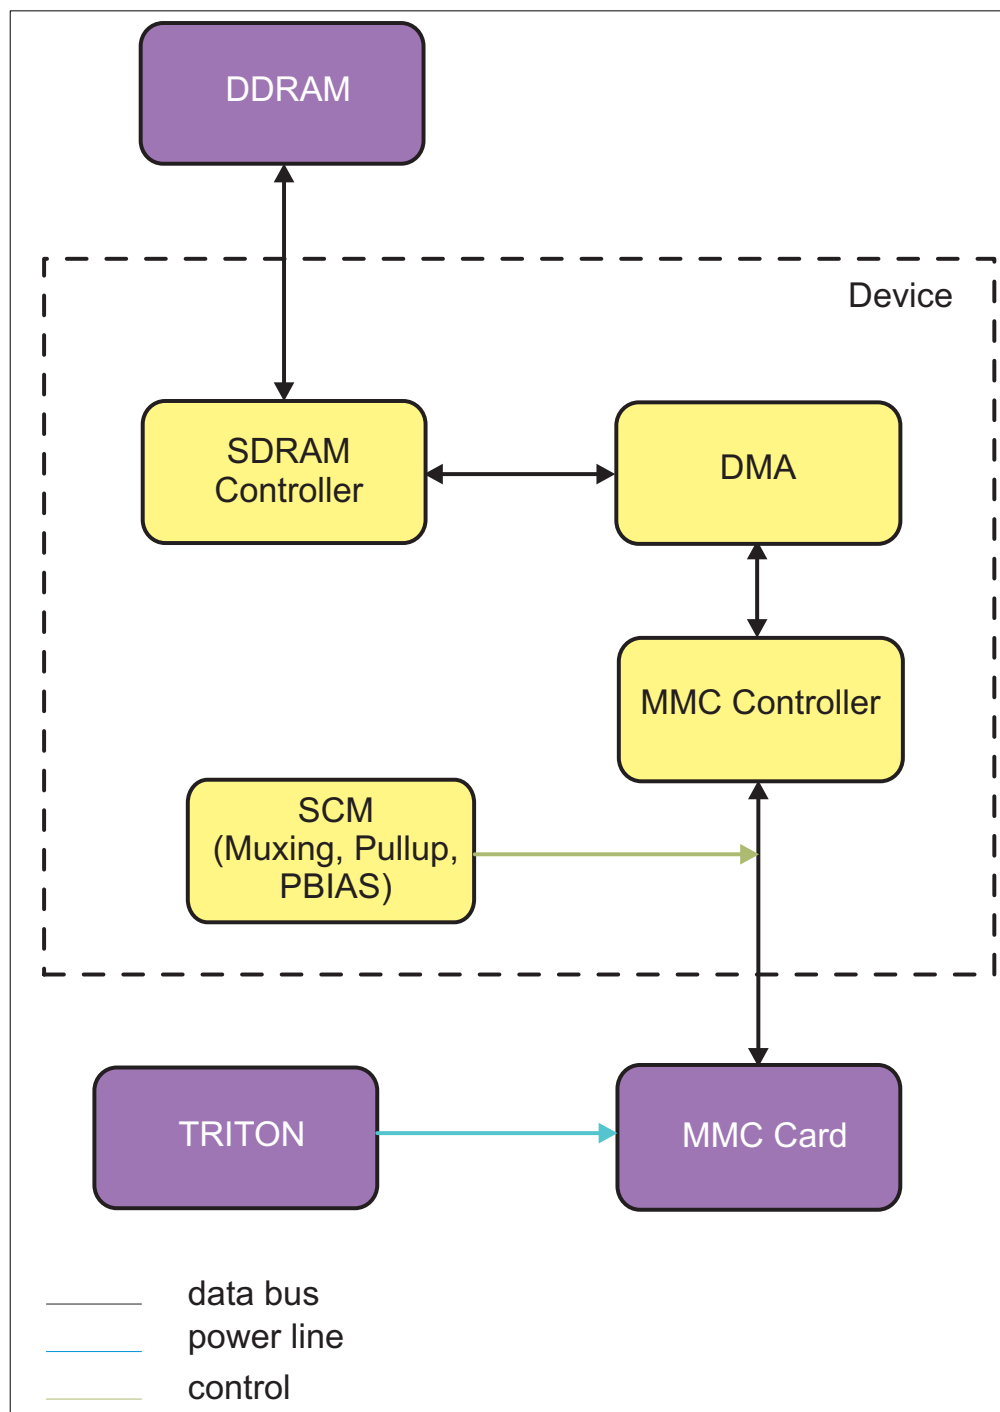 DDRAM
Device
SDRAM
Controller
DMA
MMC Controller
SCM
(Muxing, Pullup,
PBIAS)
TRITON
MMC Card
data bus
power line
control